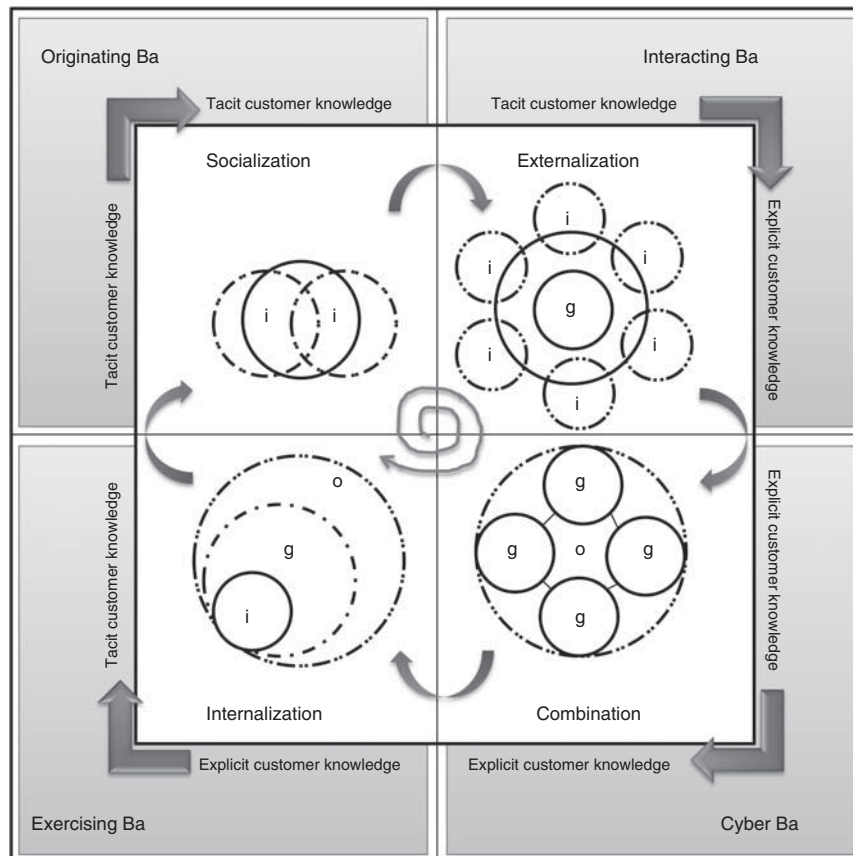 Originating Ba
Interacting Ba
Tacit customer knowledge
Tacit customer knowledge
Socialization
Externalization
Tacit customer knowledge
Explicit customer knowledge
i
i
i
i
i
i
i
i
g
Tacit customer knowledge
Explicit customer knowledge
o
g
i
g
g
o
g
g
Internalization
Combination
Explicit customer knowledge
Explicit customer knowledge
Exercising Ba
Cyber Ba